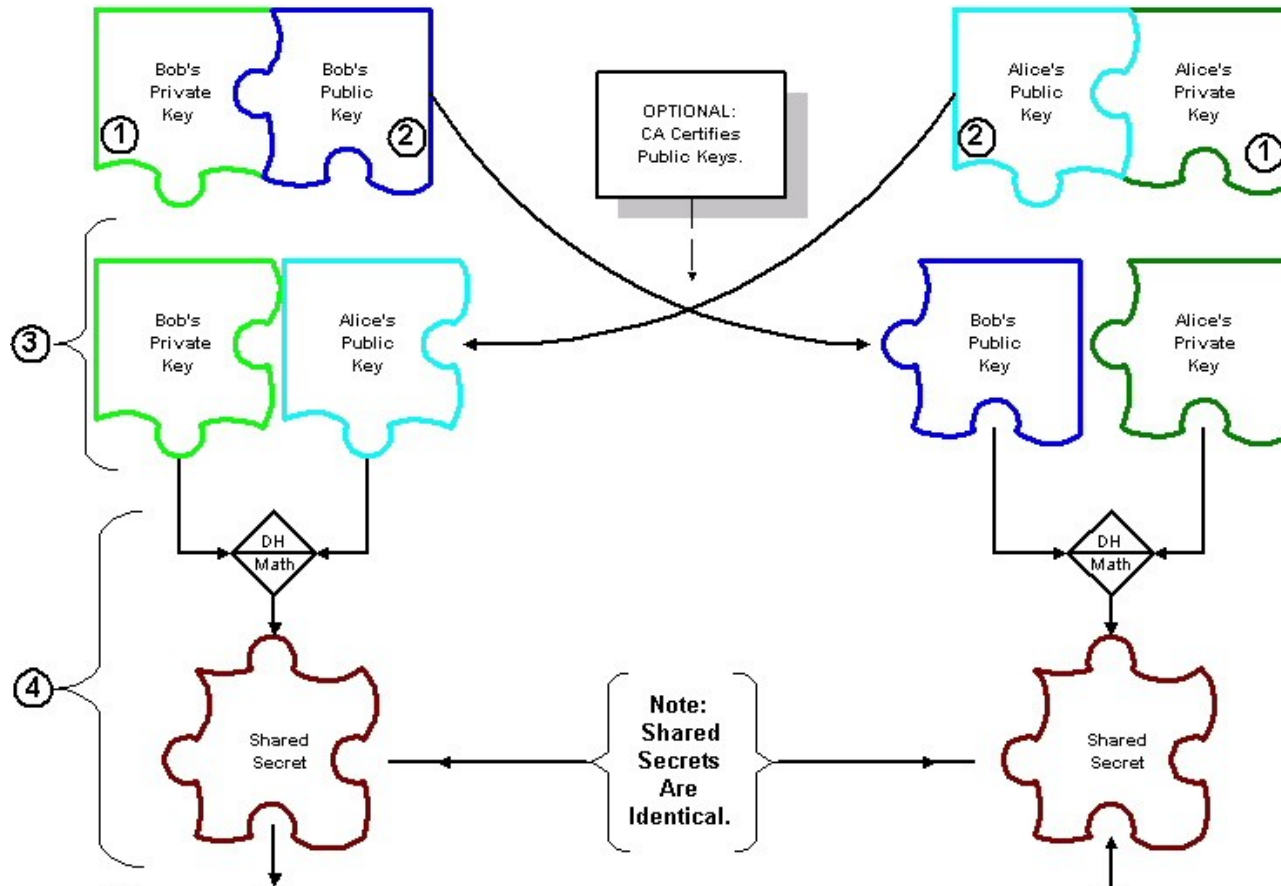 Bob's
Private
Key
1
Bob's
Public
Key
2
OPTIONAL:
CA Certifies
Public Keys.
Alice's
Public
Key
2
Alice's
Private
Key
1
3
Bob's
Private
Key
Alice's
Public
Key
Bob's
Public
Key
Alice's
Private
Key
4
DH
Math
DH
Math
Shared
Secret
Note:
Shared
Secrets
Are
Identical.
Shared
Secret